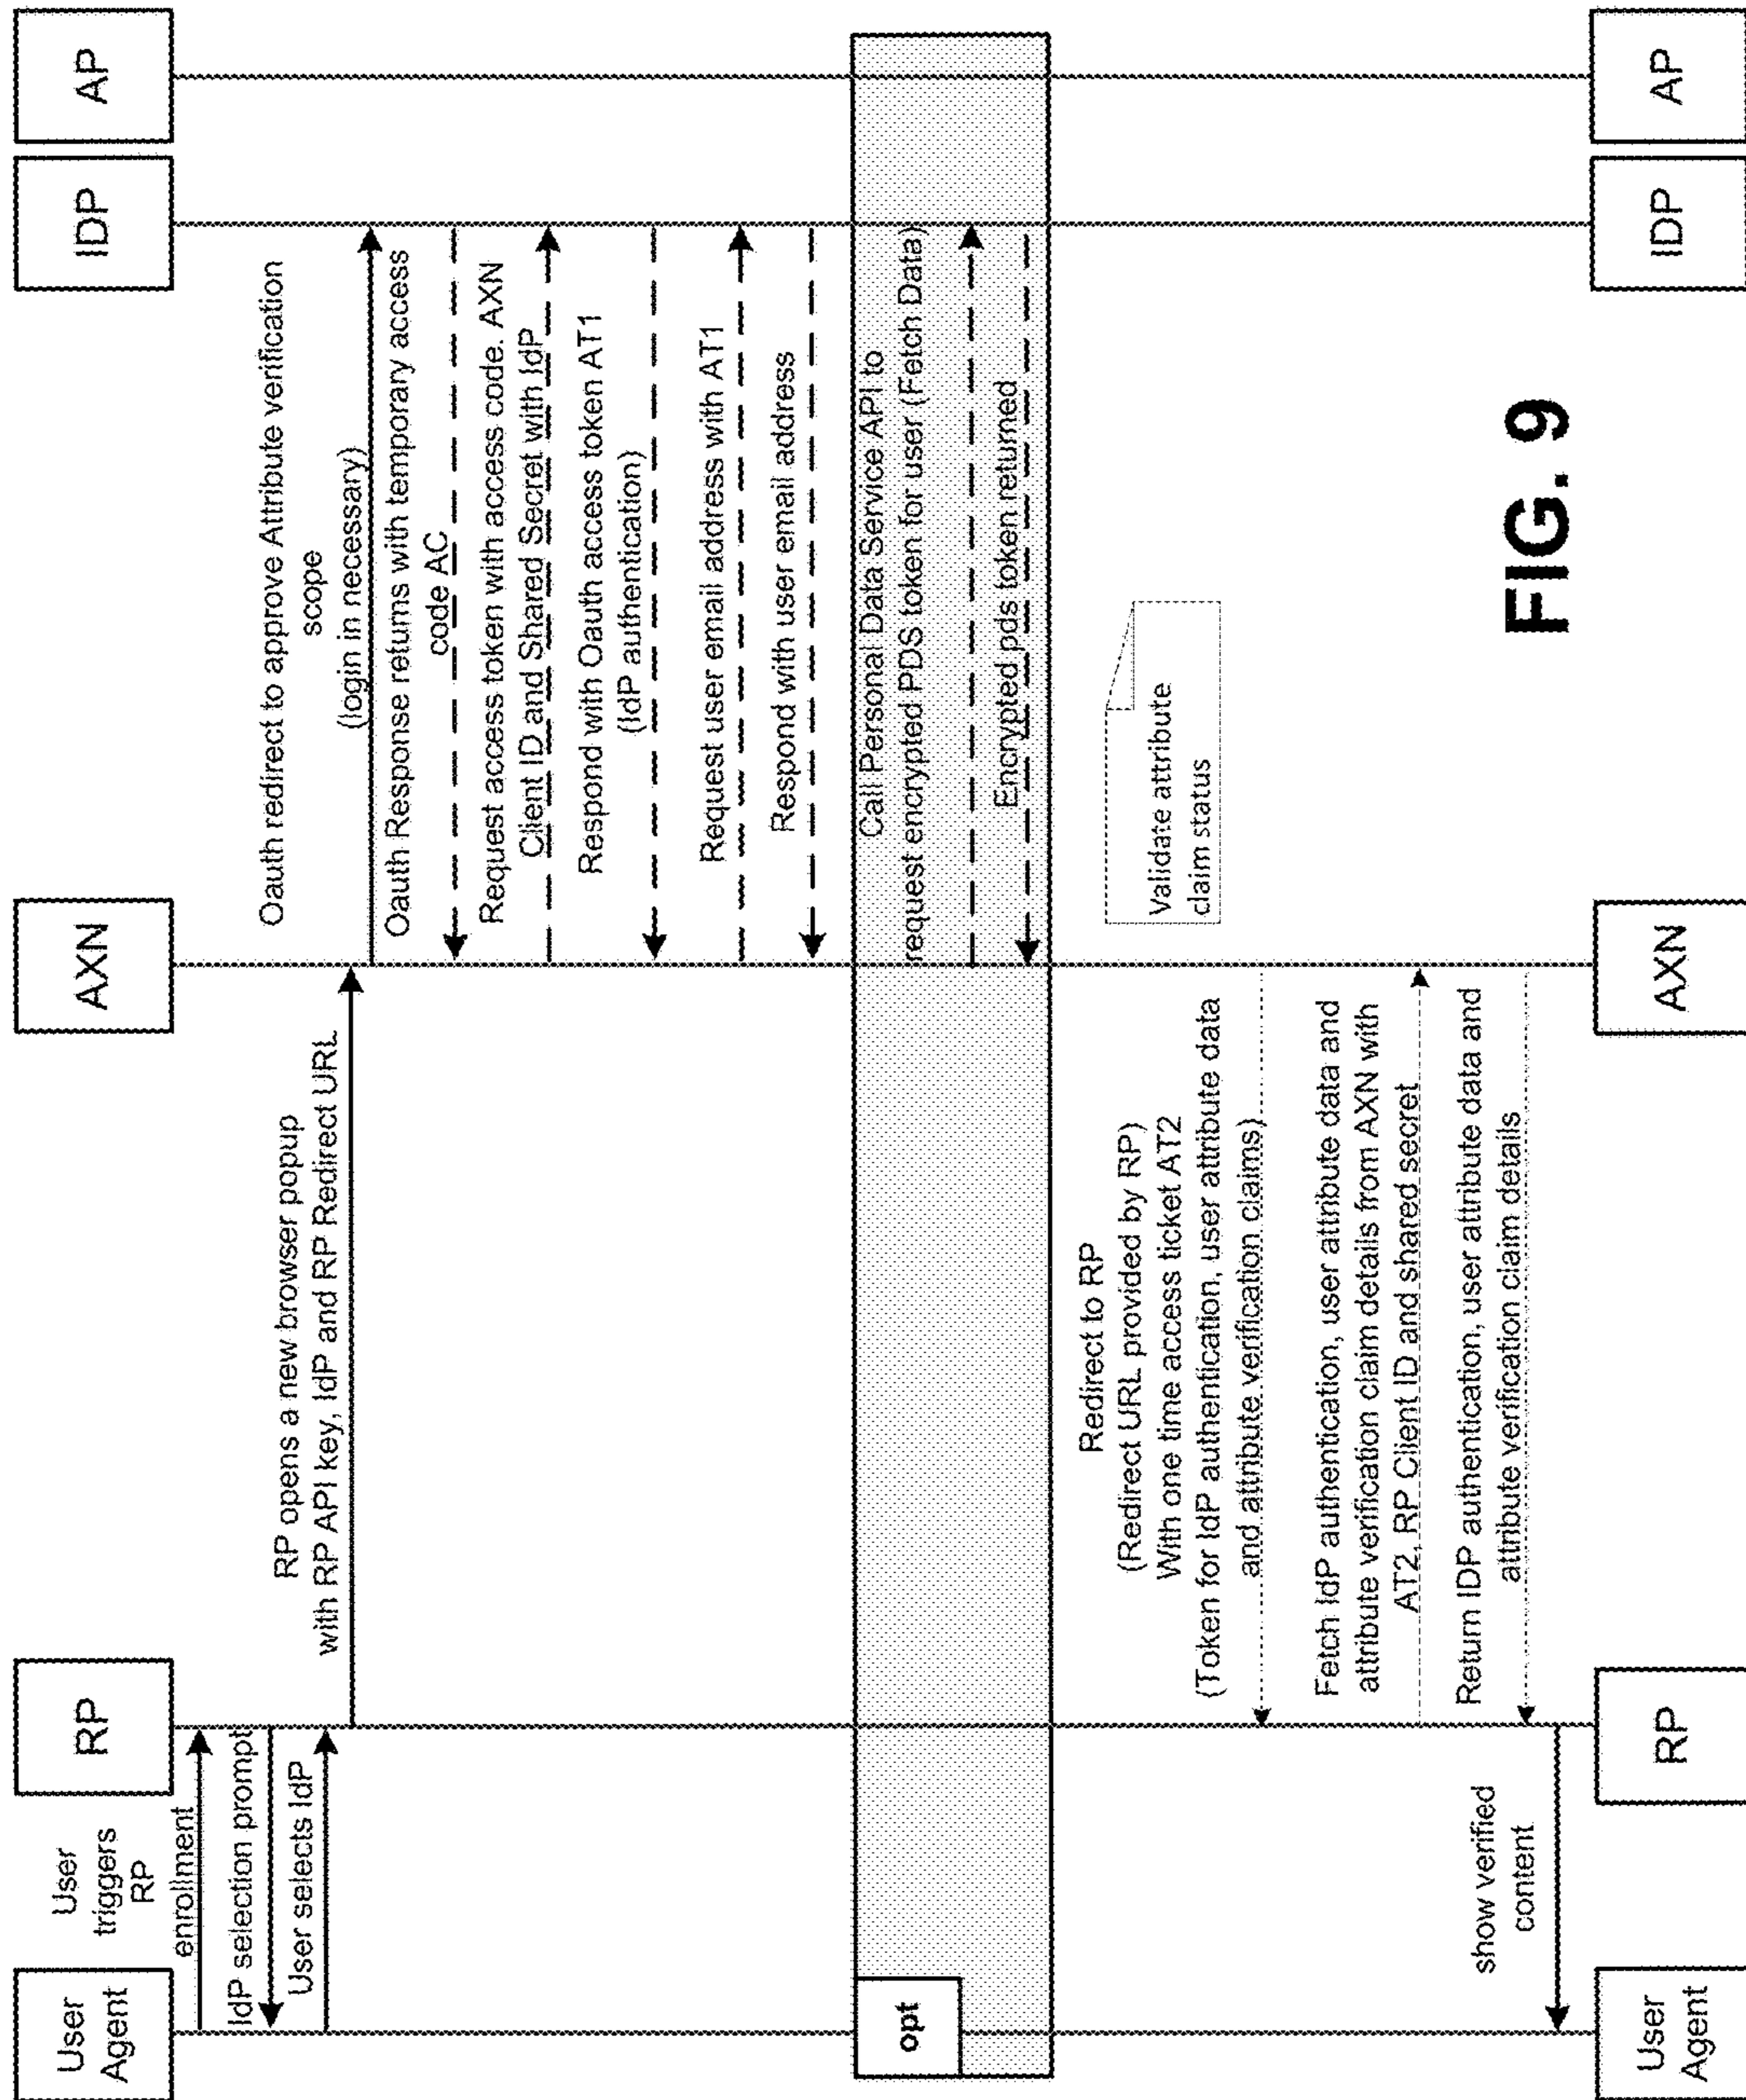 User
Agent
RP
AXN
IDP
AP
User
triggers
RP
enrollment
IdP selection prompt
User selects IdP
RP opens a new browser popup
with RP API key, IdP and RP Redirect URL
Oauth redirect to approve Attribute verification
scope
(login in necessary)
Oauth Response returns with temporary access
code AC
Request access token with access code. AXN
Client ID and Shared Secret with IdP
Respond with Oauth access token AT1
(IdP authentication)
Request user email address with AT1
Respond with user email address
opt
Call Personal Data Service API to
request encrypted PDS token for user (Fetch Data)
Encrypted pds token returned
Validate attribute
claim status
Redirect to RP
(Redirect URL provided by RP)
With one time access ticket AT2
(Token for IdP authentication, user attribute data
and attribute verification claims)
Fetch IdP authentication, user attribute data and
attribute verification claim details from AXN with
AT2, RP Client ID and shared secret
Return IDP authentication, user attribute data and
attribute verification claim details
show verified
content
User
Agent
RP
AXN
IDP
AP
FIG. 9